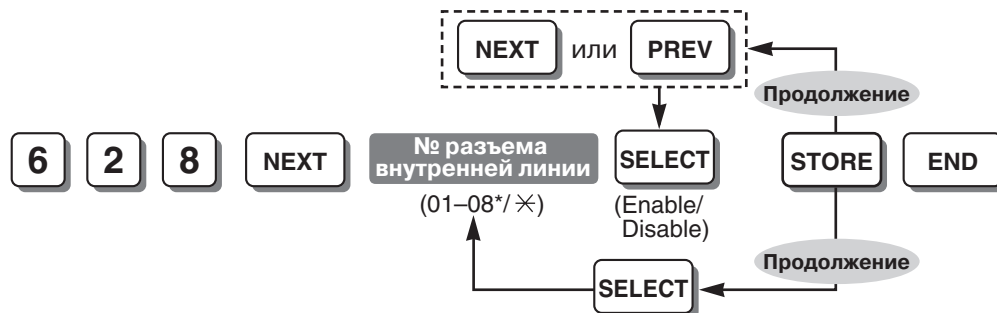 NEXT или PREV
Продолжение
6 2 8 NEXT № разъема внутренней линии SELECT STORE END
(01–08*/✳)
(Enable/
Disable)
Продолжение
SELECT